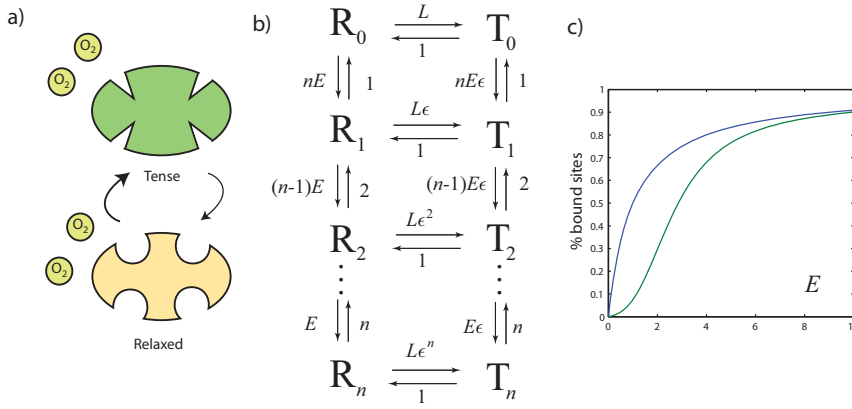 a)
O₂
O₂
Tense
O₂
O₂
Relaxed
b)
R₀ L 1 T₀
nE 1 nEϵ 1
R₁ Lϵ 1 T₁
(n-1)E 2 (n-1)Eϵ 2
R₂ Lϵ² 1 T₂
E n Eϵ n
Rₙ Lϵⁿ 1 Tₙ
c)
% bound sites
1
0.9
0.8
0.7
0.6
0.5
0.4
0.3
0.2
0.1
0
0 2 4 6 8 10
E